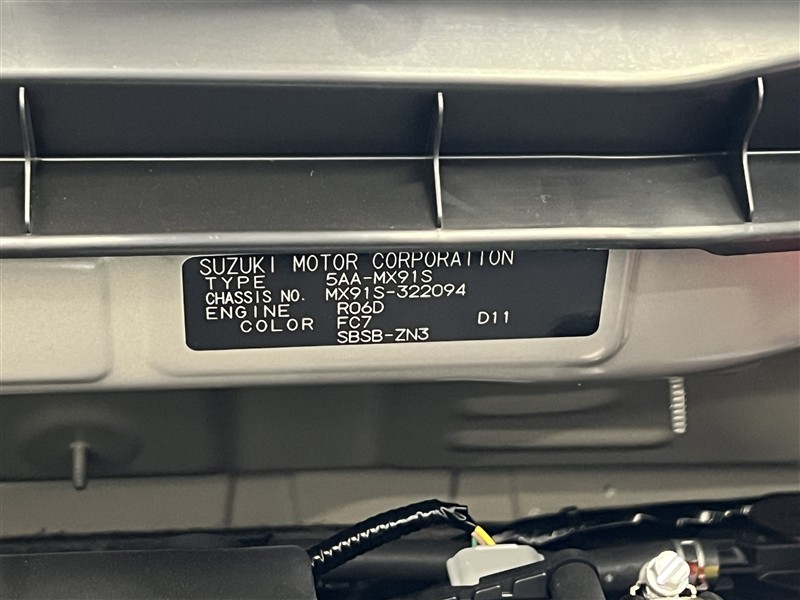 SUZUKI MOTOR CORPORATION
TYPE 5AA-MX91S
CHASSIS NO. MX91S-322094
ENGINE R06D
COLOR FC7 D11
SBSB-ZN3